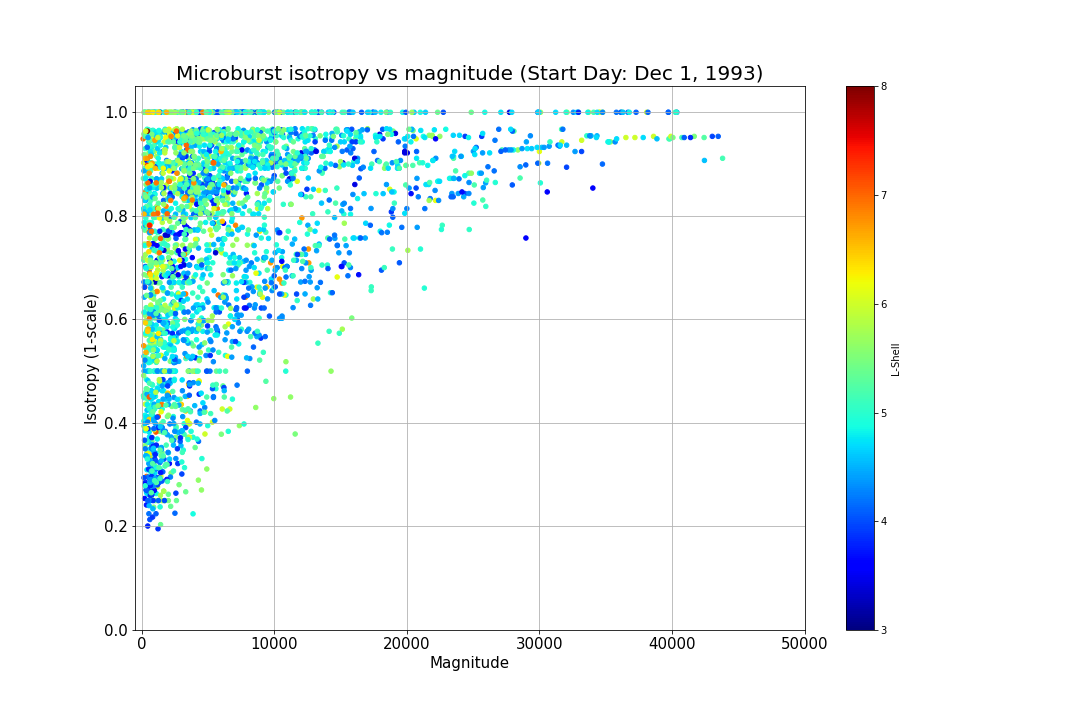 Microburst isotropy vs magnitude (Start Day: Dec 1, 1993)
Isotropy (1-scale)
1.0
0.8
0.6
0.4
0.2
0.0
0 10000 20000 30000 40000 50000
Magnitude
8
7
6
5
4
3
L-Shell